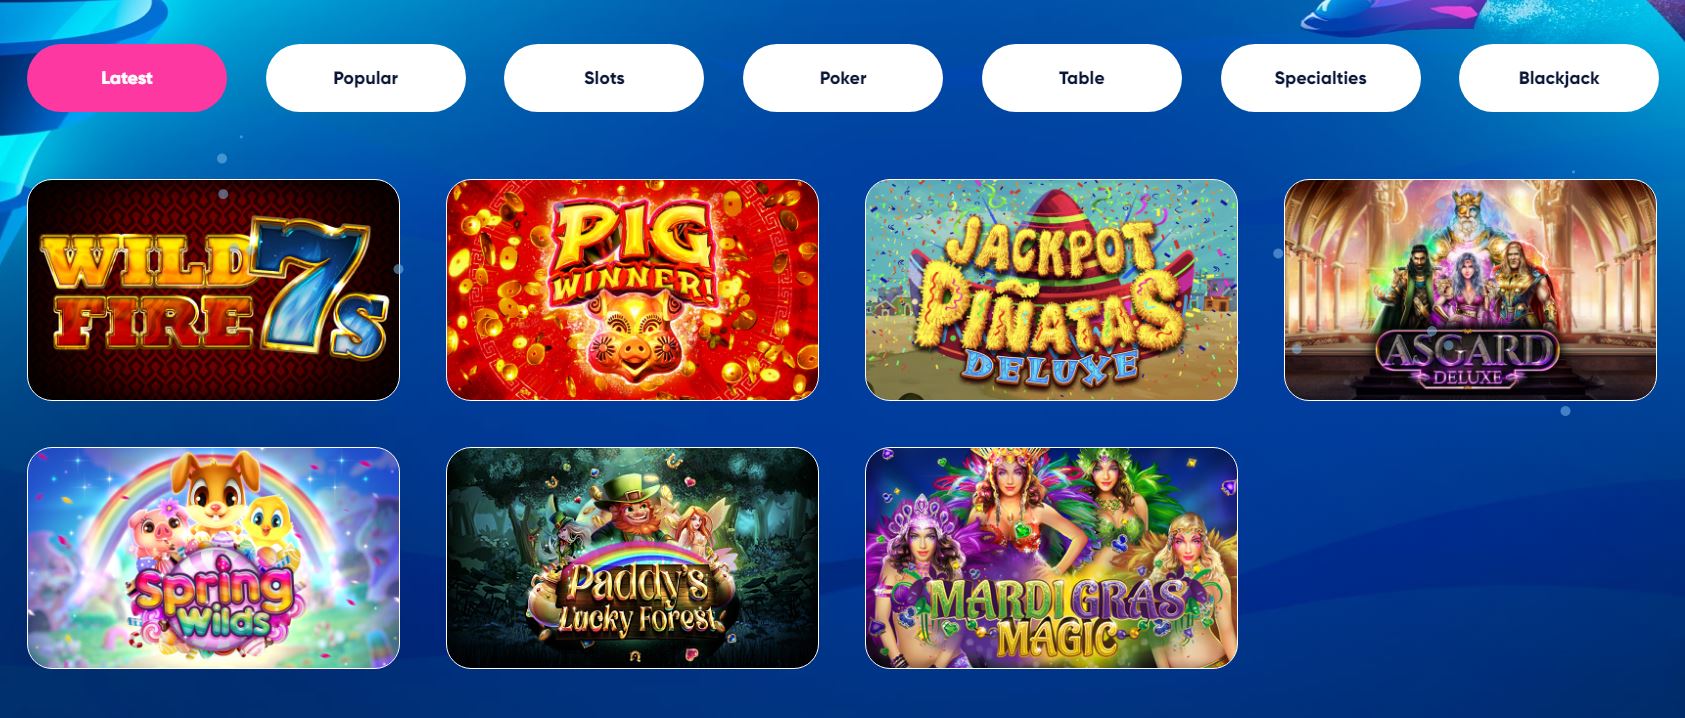 Latest
Popular
Slots
Poker
Table
Specialties
Blackjack
WILD
FIRE 7s
PIG
WINNER!
JACKPOT
PIÑATAS
DELUXE
ASGARD
DELUXE
Spring
Wilds
Paddy's
Lucky Forest
MARDI GRAS
MAGIC